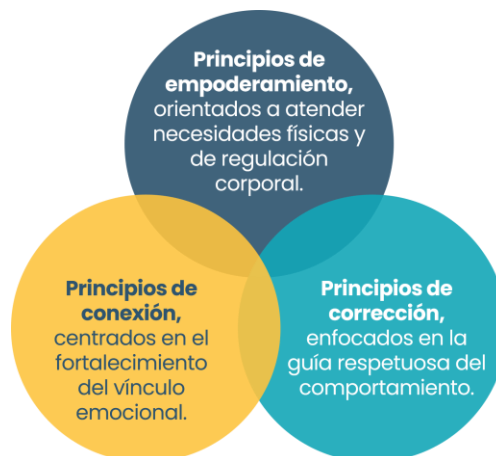 Principios de
empoderamiento,
orientados a atender
necesidades físicas y
de regulación
corporal.
Principios de
conexión,
centrados en el
fortalecimiento
del vínculo
emocional.
Principios de
corrección,
enfocados en la
guía respetuosa del
comportamiento.